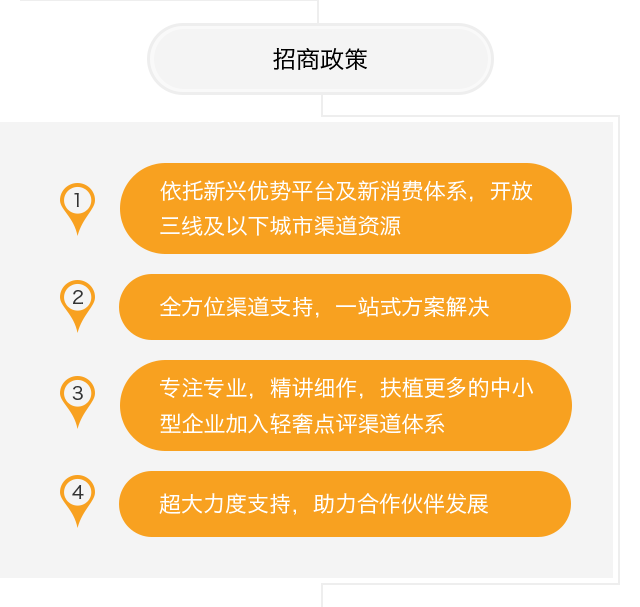 招商政策
1
依托新兴优势平台及新消费体系，开放
三线及以下城市渠道资源
2
全方位渠道支持，一站式方案解决
3
专注专业，精讲细作，扶植更多的中小
型企业加入轻奢点评渠道体系
4
超大力度支持，助力合作伙伴发展